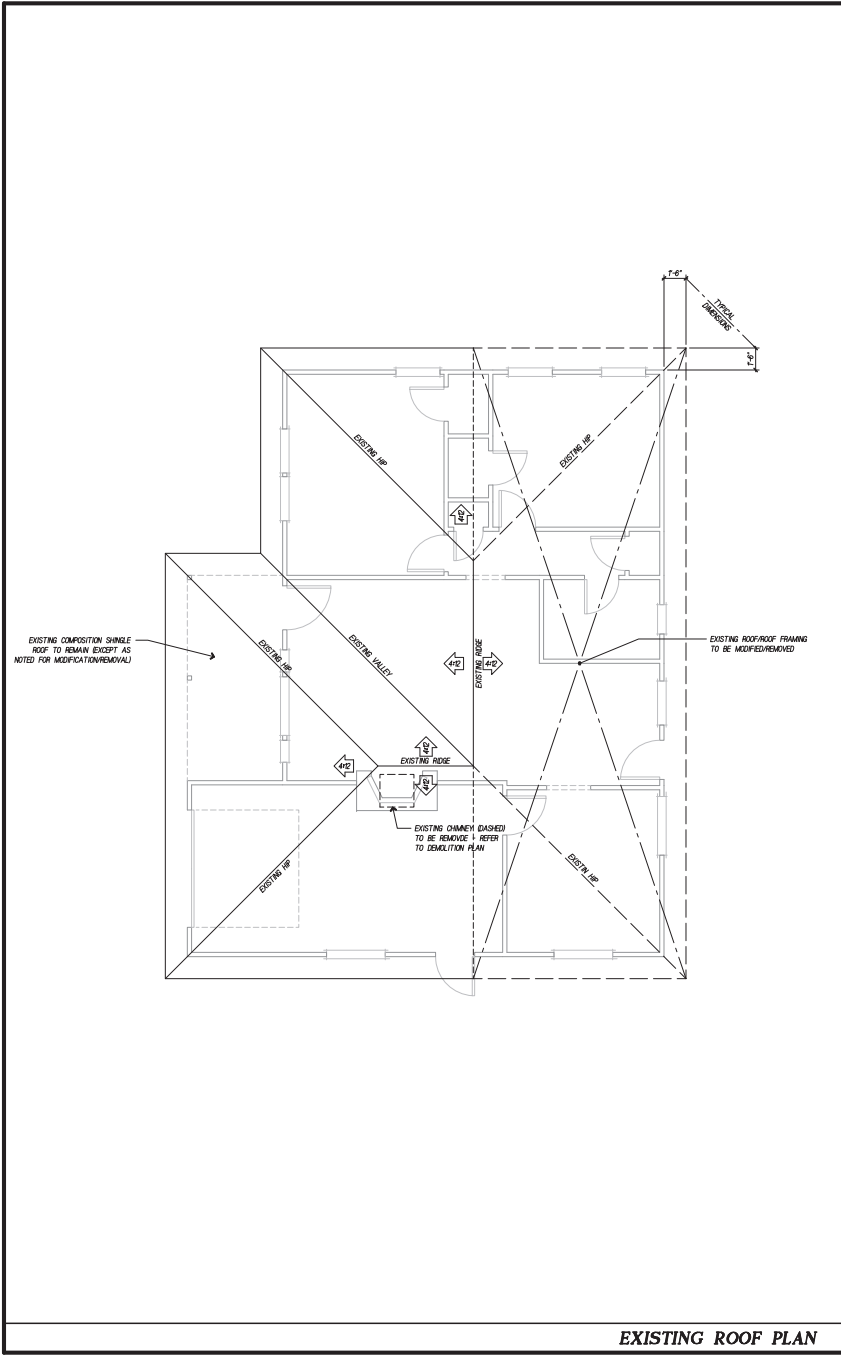 1'-6"
TYPICAL
DIMENSIONS
1'-6"
EXISTING HIP
EXISTING HIP
4:12
EXISTING COMPOSITION SHINGLE
ROOF TO REMAIN (EXCEPT AS
NOTED FOR MODIFICATION/REMOVAL)
EXISTING HIP
EXISTING VALLEY
4:12
4:12
EXISTING RIDGE
EXISTING ROOF/ROOF FRAMING
TO BE MODIFIED/REMOVED
4:12
4:12
EXISTING RIDGE
4:12
EXISTING CHIMNEY (DASHED)
TO BE REMOVDE - REFER
TO DEMOLITION PLAN
EXISTING HIP
EXISTIN HIP
EXISTING ROOF PLAN